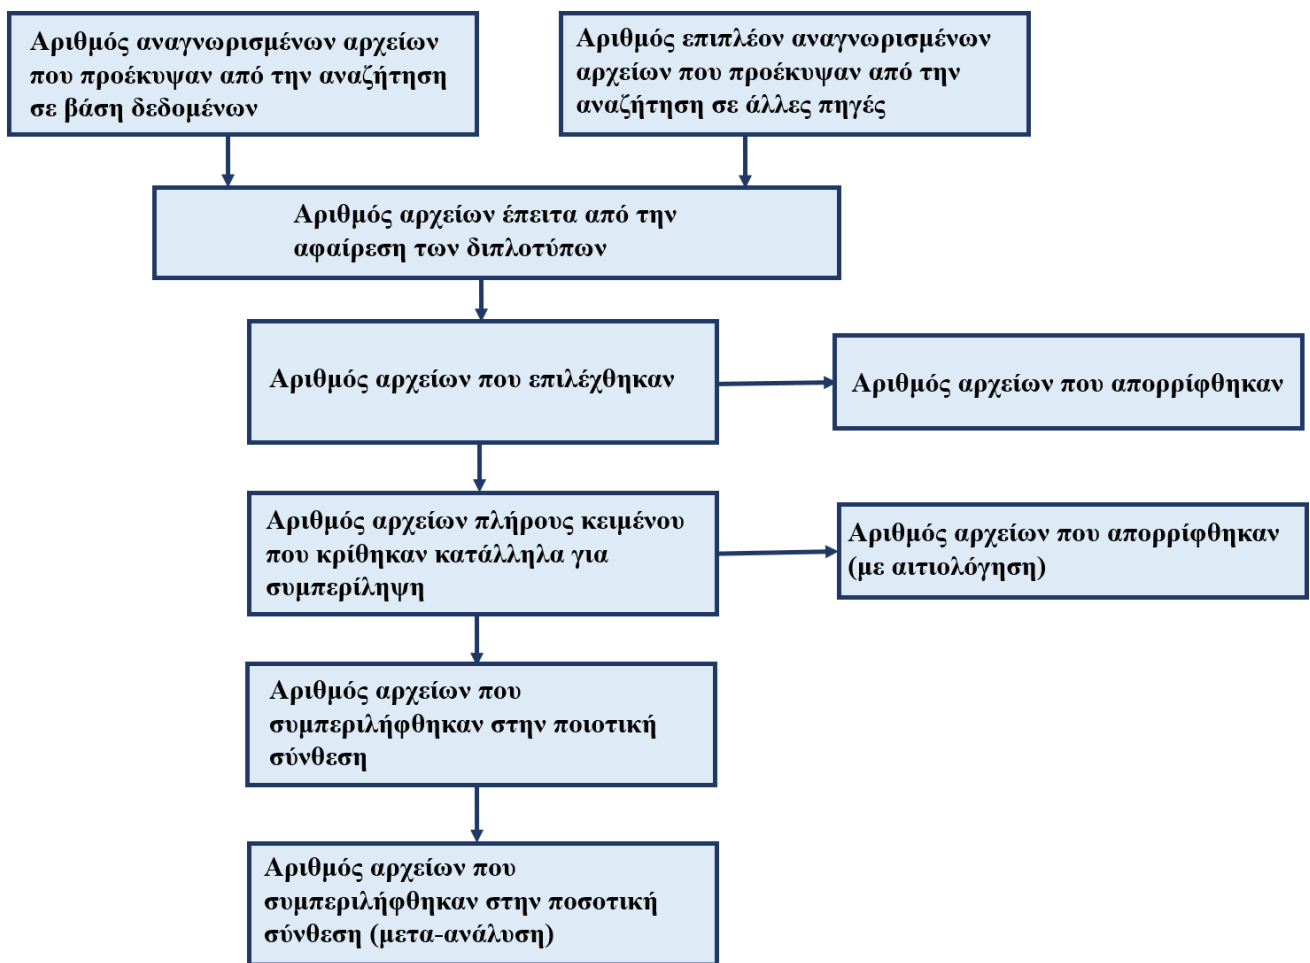 Αριθμός αναγνωρισμένων αρχείων
που προέκυψαν από την αναζήτηση
σε βάση δεδομένων
Αριθμός επιπλέον αναγνωρισμένων
αρχείων που προέκυψαν από την
αναζήτηση σε άλλες πηγές
Αριθμός αρχείων έπειτα από την
αφαίρεση των διπλοτύπων
Αριθμός αρχείων που επιλέχθηκαν
Αριθμός αρχείων που απορρίφθηκαν
Αριθμός αρχείων πλήρους κειμένου
που κρίθηκαν κατάλληλα για
συμπερίληψη
Αριθμός αρχείων που απορρίφθηκαν
(με αιτιολόγηση)
Αριθμός αρχείων που
συμπεριλήφθηκαν στην ποιοτική
σύνθεση
Αριθμός αρχείων που
συμπεριλήφθηκαν στην ποσοτική
σύνθεση (μετα-ανάλυση)